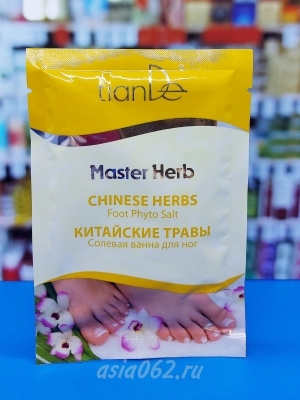 tianDe
Master Herb
CHINESE HERBS
Foot Phyto Salt
КИТАЙСКИЕ ТРАВЫ
Солевая ванна для ног
asia062.ru